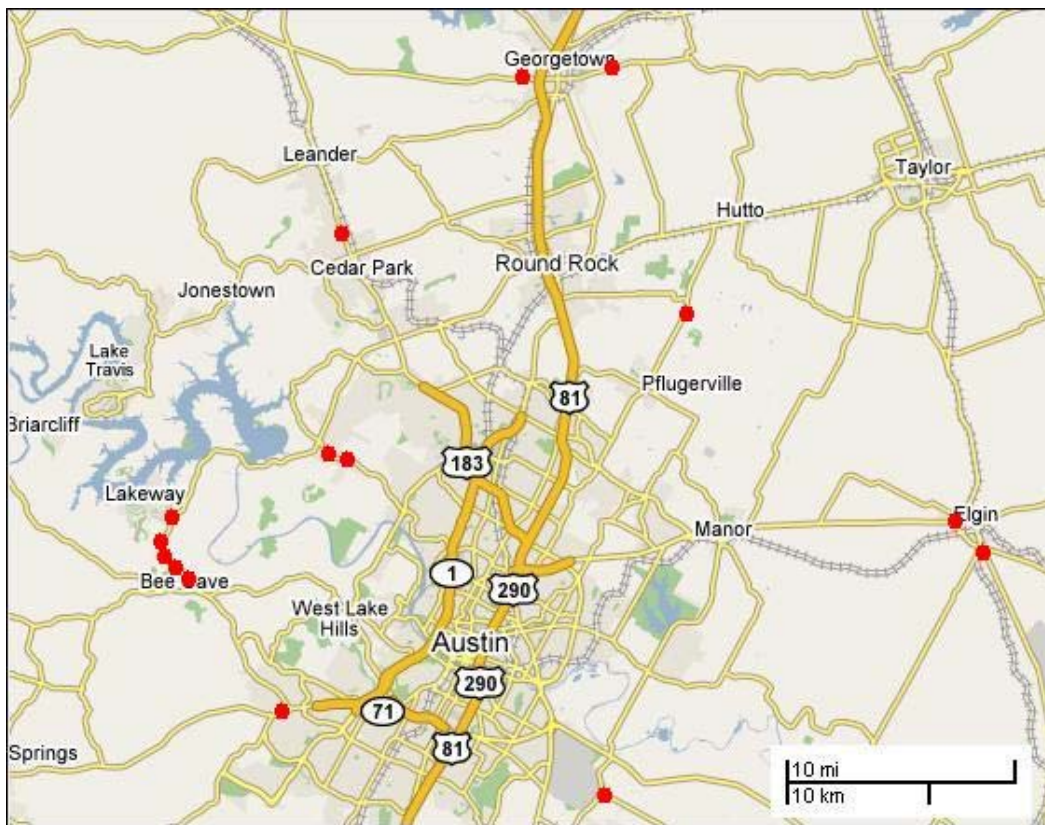 Georgetown
Leander
Taylor
Hutto
Cedar Park
Round Rock
Jonestown
Lake
Travis
Pflugerville
81
Briarcliff
183
Lakeway
Manor
Elgin
1
Bee Cave
290
West Lake
Hills
Austin
290
71
81
Springs
10 mi
10 km